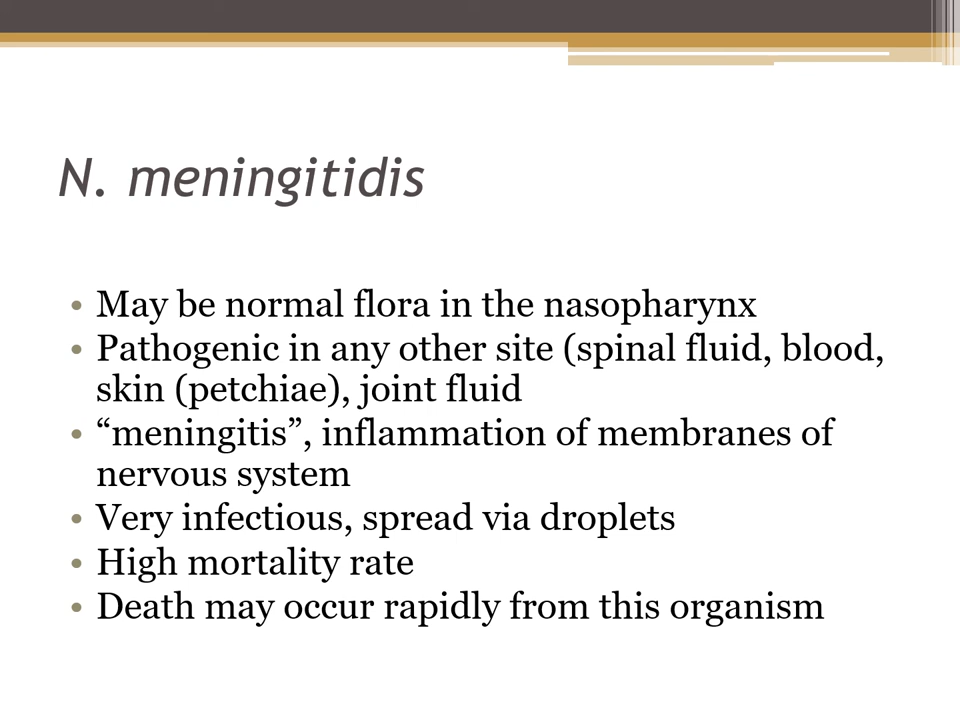 N. meningitidis
• May be normal flora in the nasopharynx
• Pathogenic in any other site (spinal fluid, blood,
skin (petchiae), joint fluid
• “meningitis”, inflammation of membranes of
nervous system
• Very infectious, spread via droplets
• High mortality rate
• Death may occur rapidly from this organism